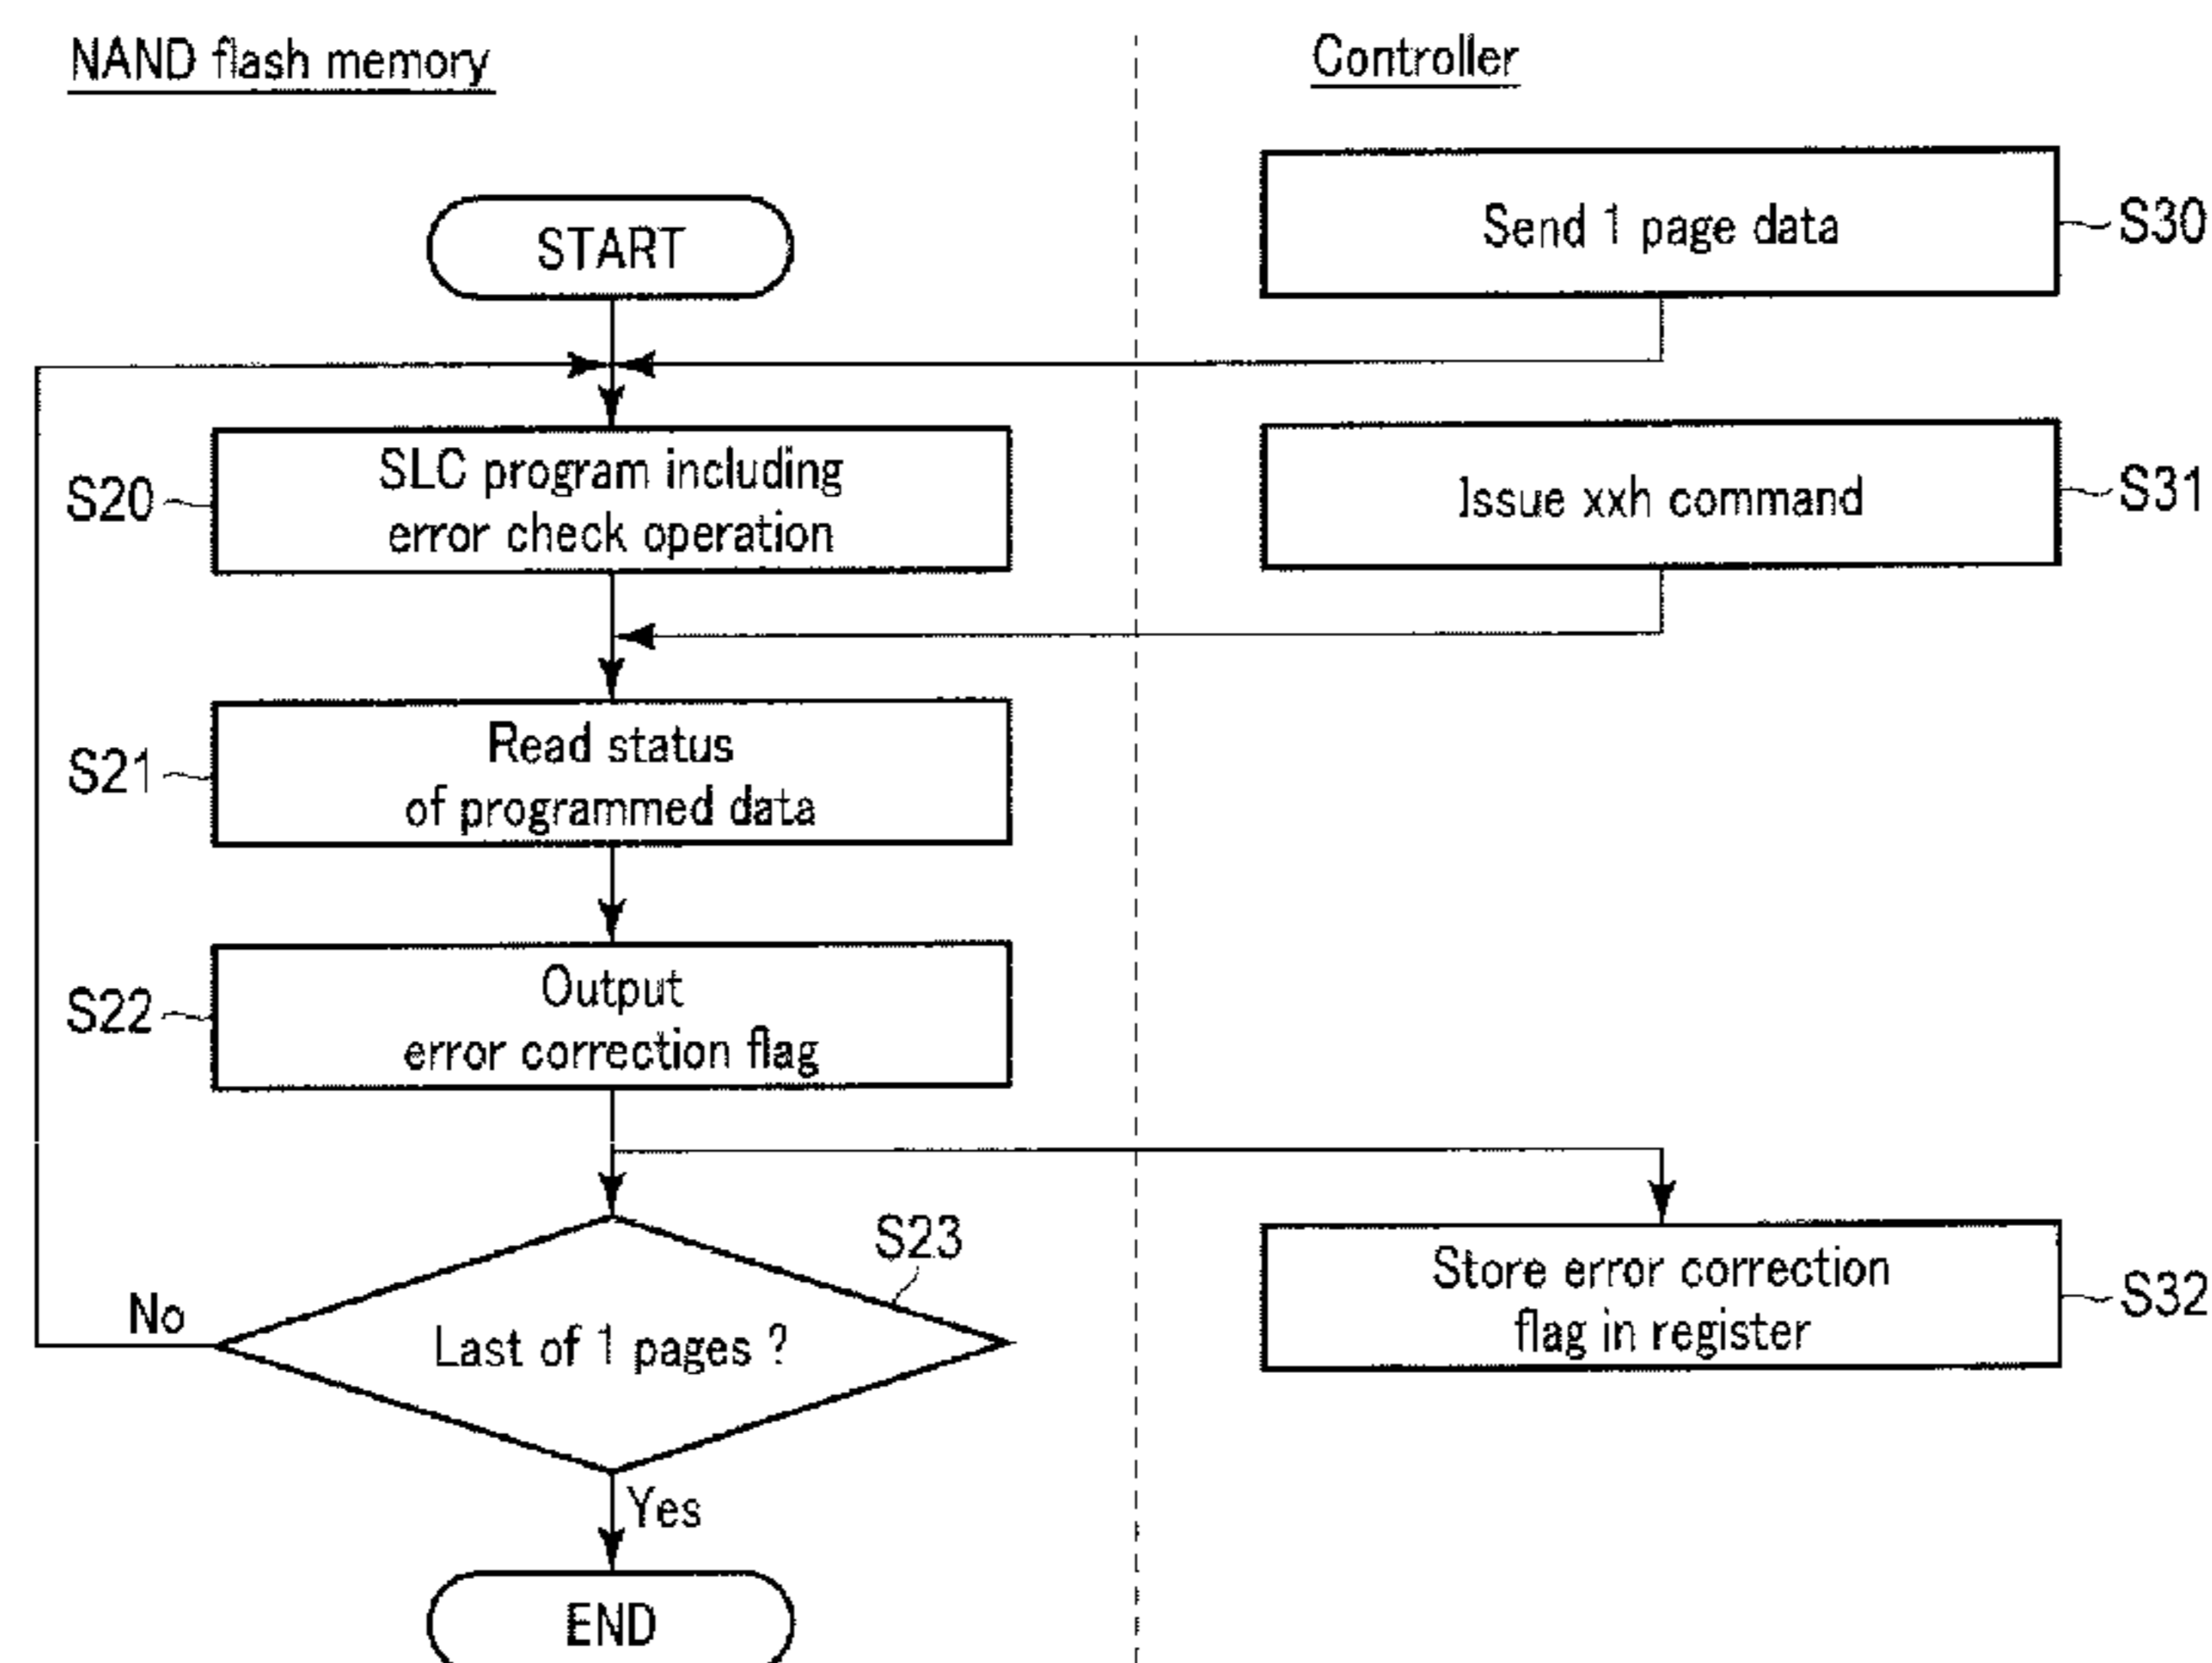 NAND flash memory
Controller
Send 1 page data
S30
START
SLC program including
error check operation
S20
Issue xxh command
S31
Read status
of programmed data
S21
Output
error correction flag
S22
S23
Last of 1 pages ?
No
Store error correction
flag in register
S32
Yes
END